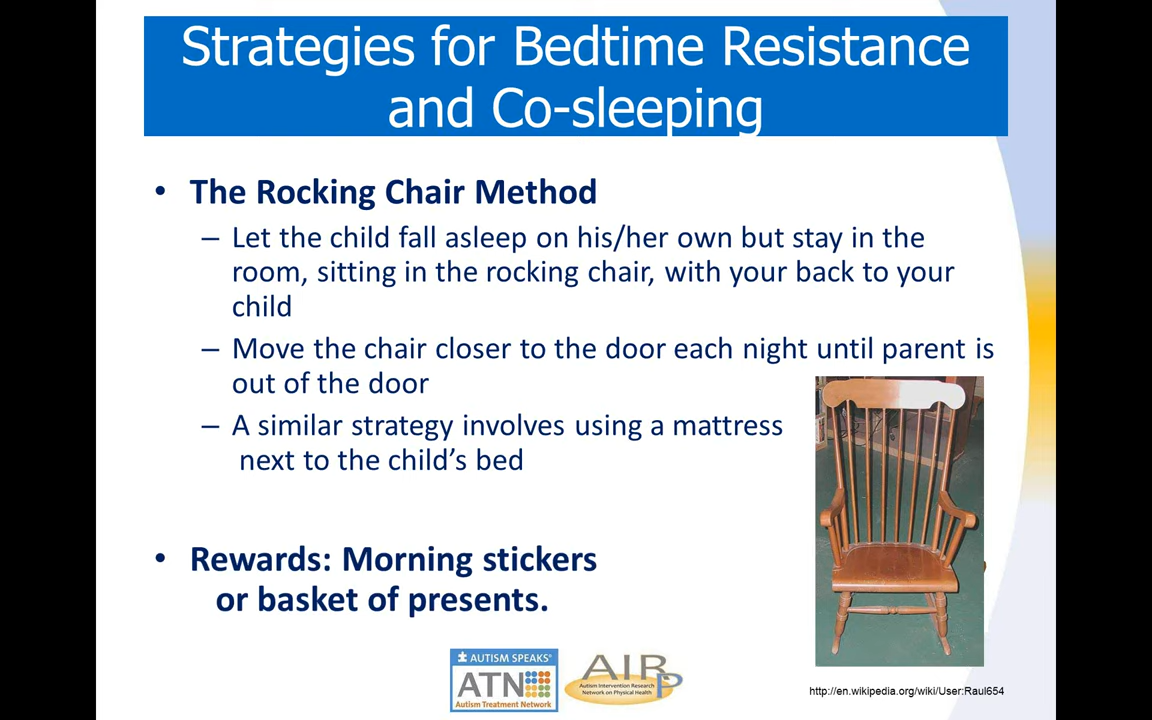 Strategies for Bedtime Resistance
and Co-sleeping
• The Rocking Chair Method
– Let the child fall asleep on his/her own but stay in the
room, sitting in the rocking chair, with your back to your
child
– Move the chair closer to the door each night until parent is
out of the door
– A similar strategy involves using a mattress
next to the child's bed
• Rewards: Morning stickers
or basket of presents.
AUTISM SPEAKS®
ATN
Autism Treatment Network
AIR
P
Autism Intervention Research
Network on Physical Health
http://en.wikipedia.org/wiki/User:Raul654